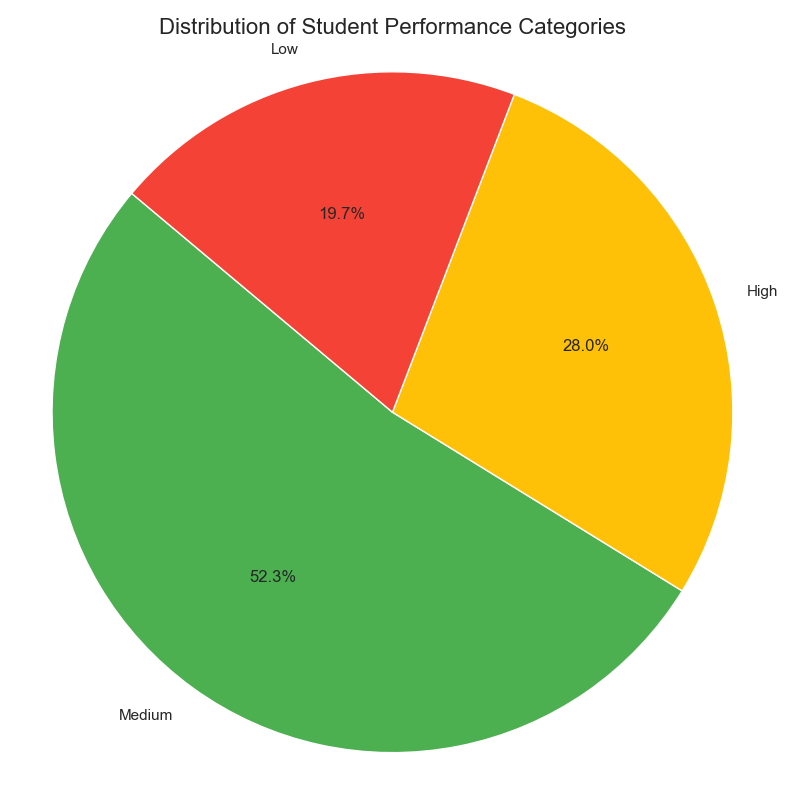 Distribution of Student Performance Categories
Low
19.7%
High
28.0%
52.3%
Medium